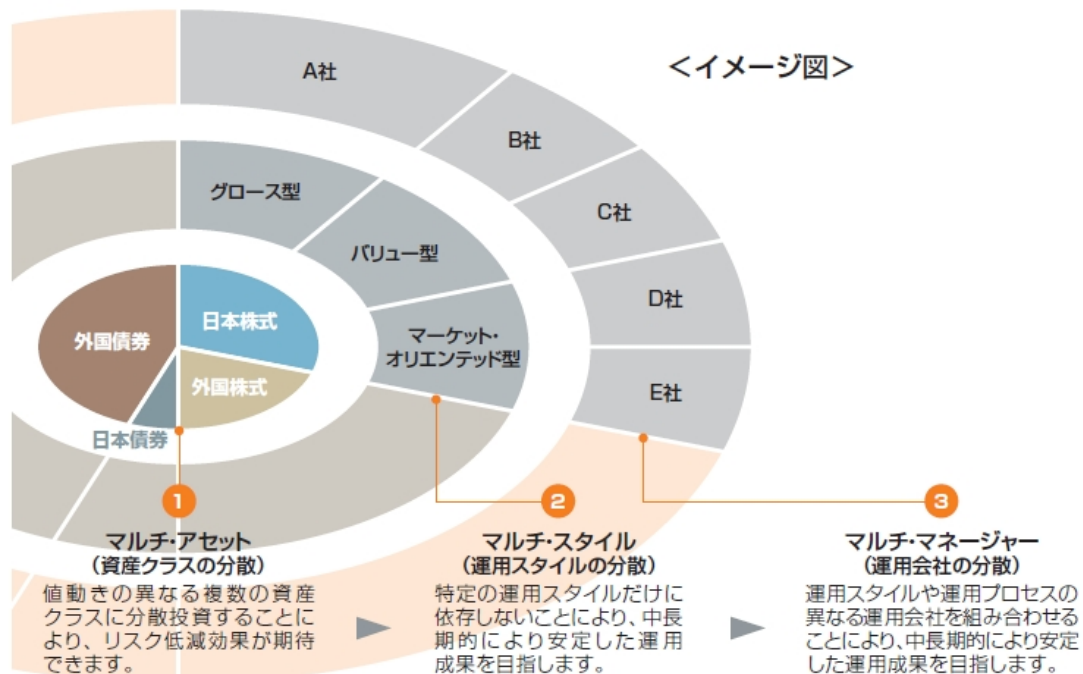 ＜イメージ図＞
A社
B社
C社
D社
E社
グロース型
バリュー型
マーケット・
オリエンテッド型
日本株式
外国債券
外国株式
日本債券
1
マルチ・アセット
（資産クラスの分散）
値動きの異なる複数の資産
クラスに分散投資することに
より、リスク低減効果が期待
できます。
2
マルチ・スタイル
（運用スタイルの分散）
特定の運用スタイルだけに
依存しないことにより、中長
期的により安定した運用
成果を目指します。
3
マルチ・マネージャー
（運用会社の分散）
運用スタイルや運用プロセスの
異なる運用会社を組み合わせる
ことにより、中長期的により安定
した運用成果を目指します。